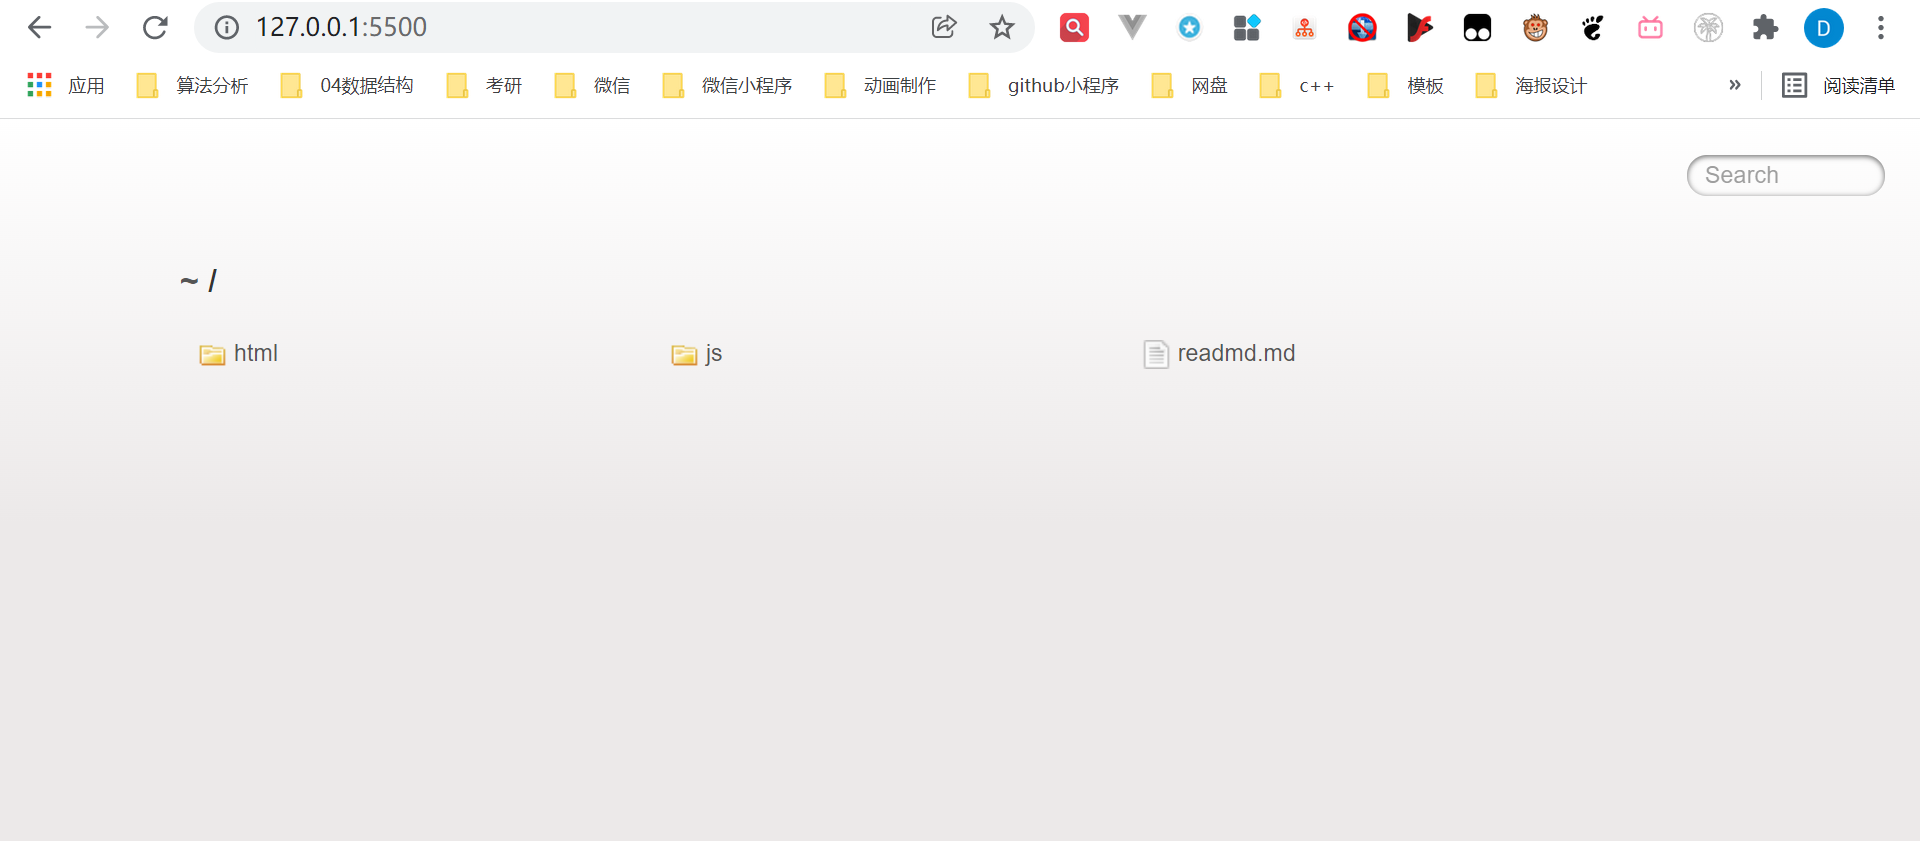 127.0.0.1:5500
D
应用 算法分析 04数据结构 考研 微信 微信小程序 动画制作 github小程序 网盘 c++ 模板 海报设计 » 阅读清单
Search
~ /
html js readmd.md